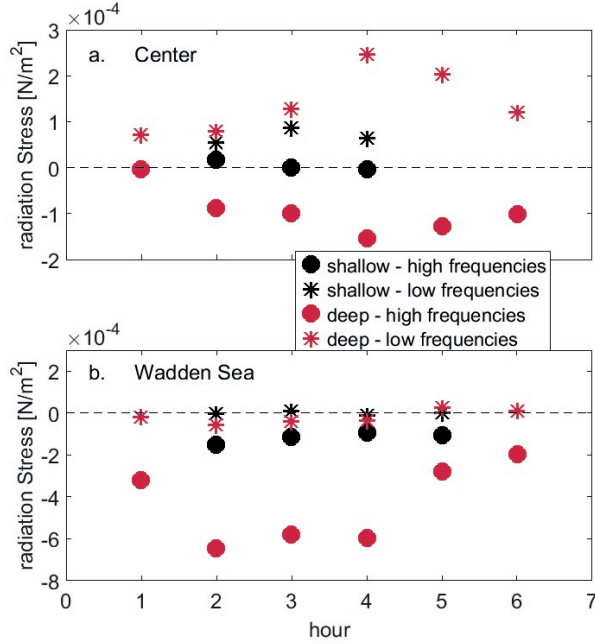 ×10⁻⁴
3
a. Center
2
1
0
-1
-2
radiation Stress [N/m²]
shallow - high frequencies
shallow - low frequencies
deep - high frequencies
deep - low frequencies
×10⁻⁴
b. Wadden Sea
2
0
-2
-4
-6
-8
radiation Stress [N/m²]
0 1 2 3 4 5 6 7
hour